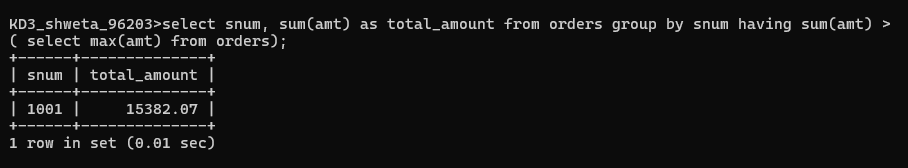 KD3_shweta_96203>select snum, sum(amt) as total_amount from orders group by snum having sum(amt) >
( select max(amt) from orders);
+------+--------------+
| snum | total_amount |
+------+--------------+
| 1001 |     15382.07 |
+------+--------------+
1 row in set (0.01 sec)